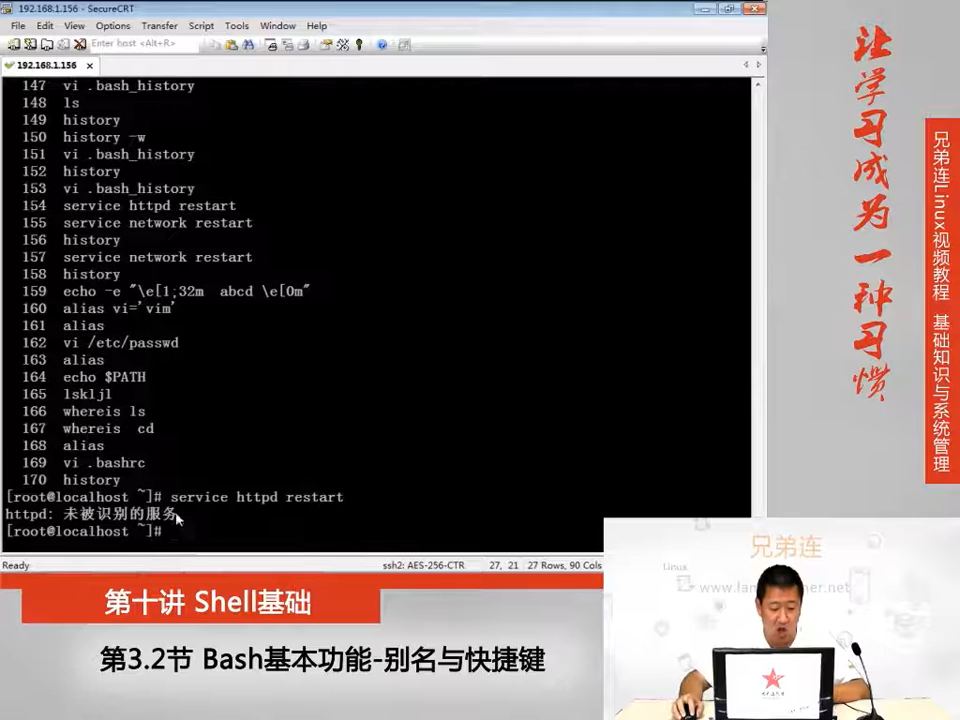 192.168.1.156 - SecureCRT
File Edit View Options Transfer Script Tools Window Help
Enter host <Alt+R>
192.168.1.156
147 vi .bash_history
148 ls
149 history
150 history -w
151 vi .bash_history
152 history
153 vi .bash_history
154 service httpd restart
155 service network restart
156 history
157 service network restart
158 history
159 echo -e "\e[1;32m abcd \e[0m"
160 alias vi='vim'
161 alias
162 vi /etc/passwd
163 alias
164 echo $PATH
165 lskljl
166 whereis ls
167 whereis cd
168 alias
169 vi .bashrc
170 history
[root@localhost ~]# service httpd restart
httpd: 未被识别的服务
[root@localhost ~]#
Ready ssh2: AES-256-CTR 27, 21 27 Rows, 90 Cols
让学习成为一种习惯
兄弟连Linux视频教程 基础知识与系统管理
第十讲 Shell基础
第3.2节 Bash基本功能-别名与快捷键
兄弟连
Linux